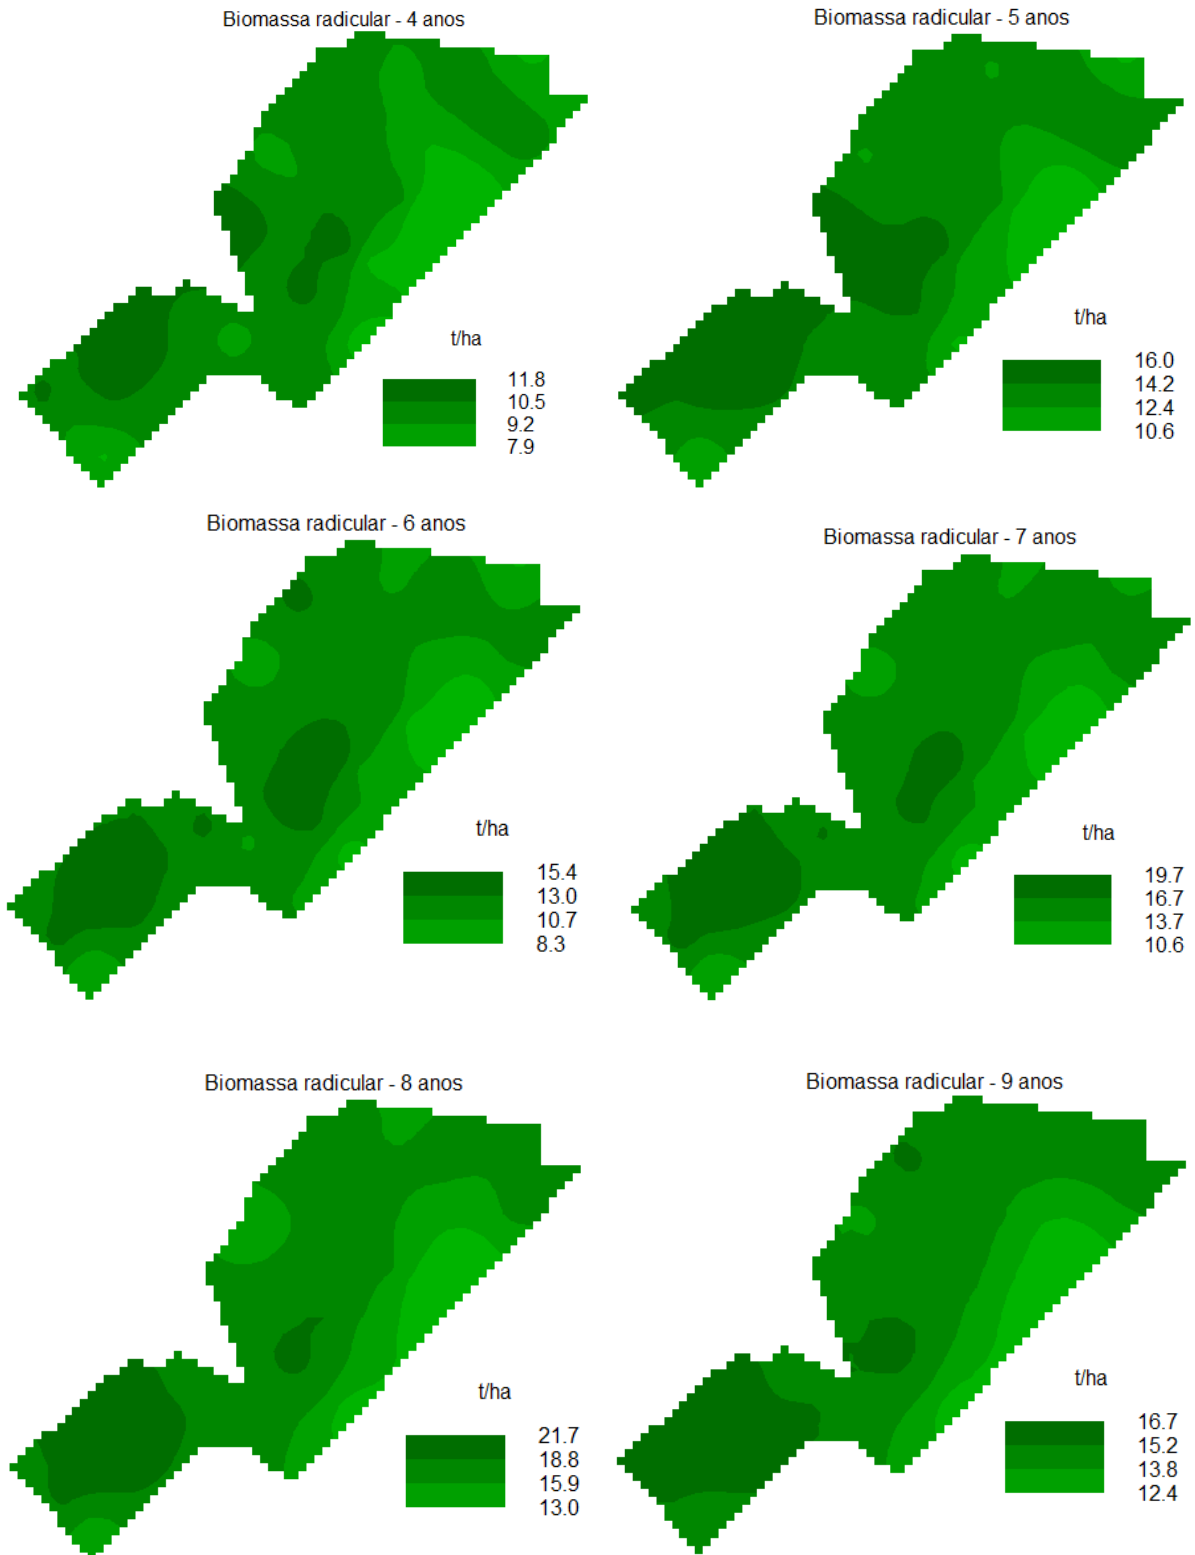 Biomassa radicular - 4 anos
t/ha
11.8
10.5
9.2
7.9
Biomassa radicular - 5 anos
t/ha
16.0
14.2
12.4
10.6
Biomassa radicular - 6 anos
t/ha
15.4
13.0
10.7
8.3
Biomassa radicular - 7 anos
t/ha
19.7
16.7
13.7
10.6
Biomassa radicular - 8 anos
t/ha
21.7
18.8
15.9
13.0
Biomassa radicular - 9 anos
t/ha
16.7
15.2
13.8
12.4